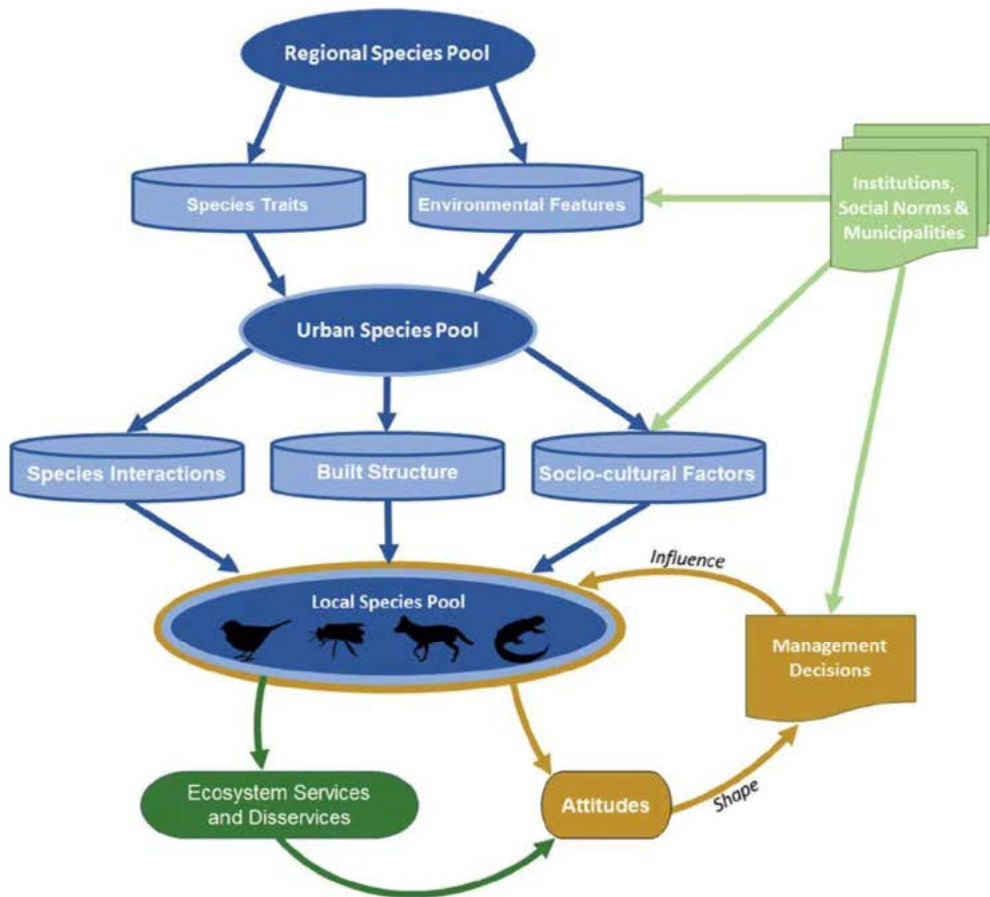 Regional Species Pool
Species Traits
Environmental Features
Institutions,
Social Norms &
Municipalities
Urban Species Pool
Species Interactions
Built Structure
Socio-cultural Factors
Influence
Local Species Pool
Management
Decisions
Ecosystem Services
and Disservices
Attitudes
Shape